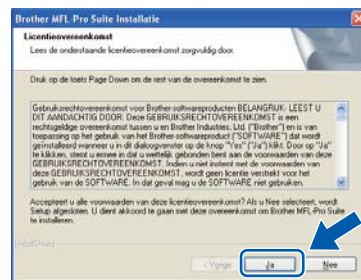 Brother MFL-Pro Suite Installatie
Licentieovereenkomst
Lees de onderstaande licentieovereenkomst zorgvuldig door.
Druk op de toets Page Down om de rest van de overeenkomst te zien.
Gebruiksrechtovereenkomst voor Brother-softwareproducten BELANGRIJK- LEEST U
DIT AANDACHTIG DOOR: Deze GEBRUIKSRECHTOVEREENKOMST is een
rechtsgeldige overeenkomst tussen u en Brother Industries, Ltd. ("Brother") en is van
toepassing op het gebruik van het Brother-softwareproduct ("SOFTWARE") dat wordt
geïnstalleerd wanneer u in dit dialoogvenster op de knop "Yes" ("Ja") klikt. Door op "Ja"
te klikken, stemt u ermee in dat u wettelijk gebonden bent aan de voorwaarden van deze
GEBRUIKSRECHTOVEREENKOMST. Indien u niet instemt met de voorwaarden van
deze GEBRUIKSRECHTOVEREENKOMST, wordt geen licentie verstrekt voor het
gebruik van de SOFTWARE. In dat geval mag u de SOFTWARE niet gebruiken.
Accepteert u alle voorwaarden van deze licentieovereenkomst? Als u Nee selecteert, wordt
Setup afgesloten. U dient akkoord te gaan met deze overeenkomst om Brother MFL-Pro Suite
te installeren.
InstallShield
< Vorige
Ja
Nee